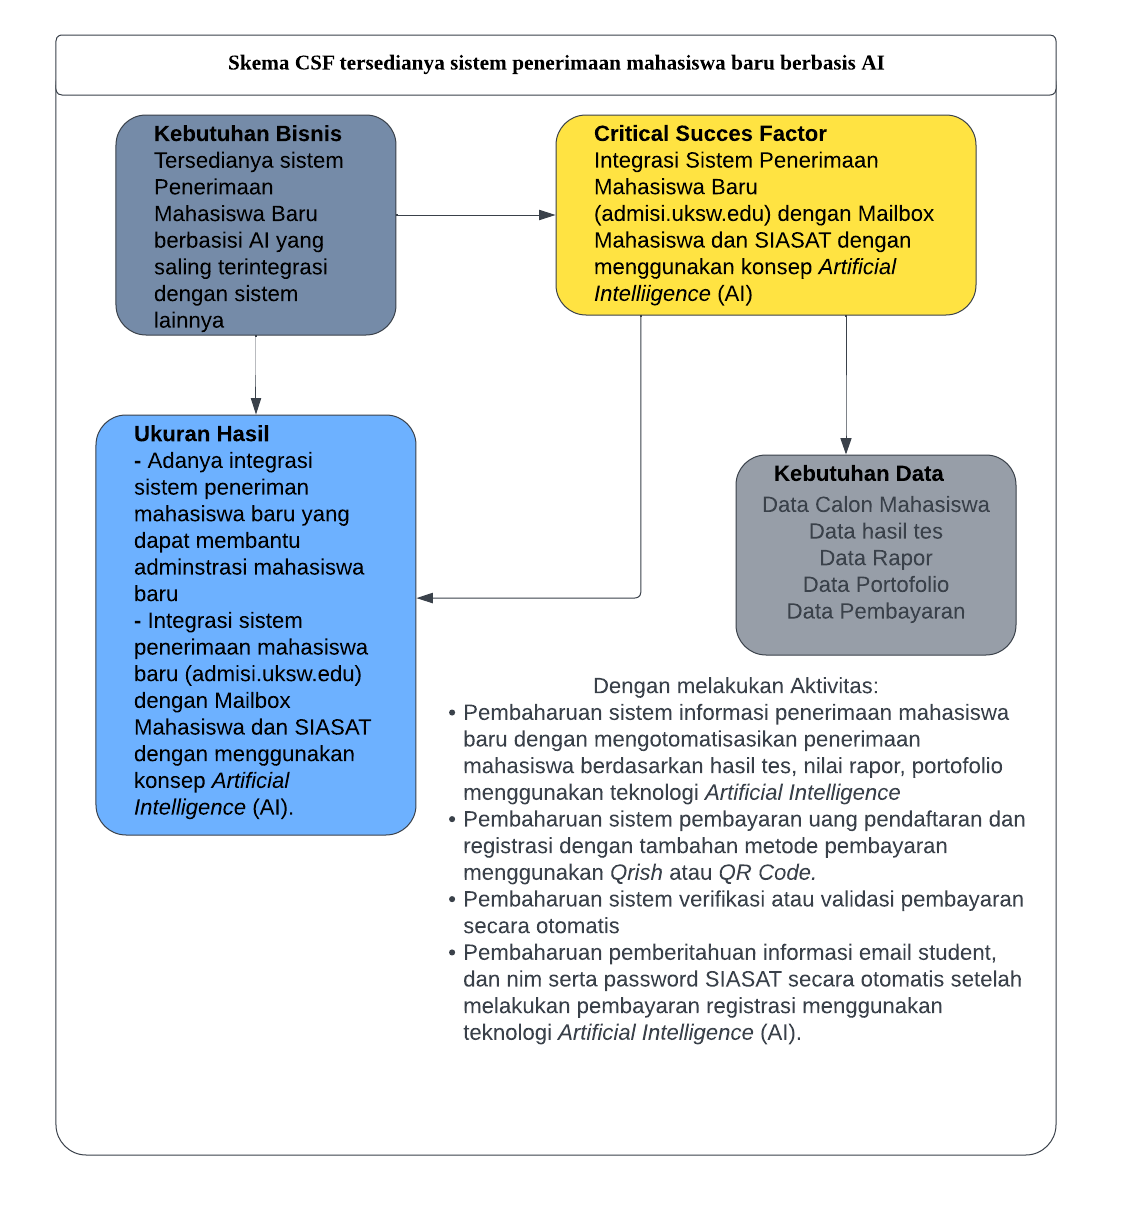 Skema CSF tersedianya sistem penerimaan mahasiswa baru berbasis AI
Kebutuhan Bisnis
Tersedianya sistem
Penerimaan
Mahasiswa Baru
berbasisi AI yang
saling terintegrasi
dengan sistem
lainnya
Critical Succes Factor
Integrasi Sistem Penerimaan
Mahasiswa Baru
(admisi.uksw.edu) dengan Mailbox
Mahasiswa dan SIASAT dengan
menggunakan konsep Artificial
Intelliigence (AI)
Ukuran Hasil
- Adanya integrasi
sistem peneriman
mahasiswa baru yang
dapat membantu
adminstrasi mahasiswa
baru
- Integrasi sistem
penerimaan mahasiswa
baru (admisi.uksw.edu)
dengan Mailbox
Mahasiswa dan SIASAT
dengan menggunakan
konsep Artificial
Intelligence (AI).
Kebutuhan Data
Data Calon Mahasiswa
Data hasil tes
Data Rapor
Data Portofolio
Data Pembayaran
Dengan melakukan Aktivitas:
• Pembaharuan sistem informasi penerimaan mahasiswa
baru dengan mengotomatisasikan penerimaan
mahasiswa berdasarkan hasil tes, nilai rapor, portofolio
menggunakan teknologi Artificial Intelligence
• Pembaharuan sistem pembayaran uang pendaftaran dan
registrasi dengan tambahan metode pembayaran
menggunakan Qrish atau QR Code.
• Pembaharuan sistem verifikasi atau validasi pembayaran
secara otomatis
• Pembaharuan pemberitahuan informasi email student,
dan nim serta password SIASAT secara otomatis setelah
melakukan pembayaran registrasi menggunakan
teknologi Artificial Intelligence (AI).